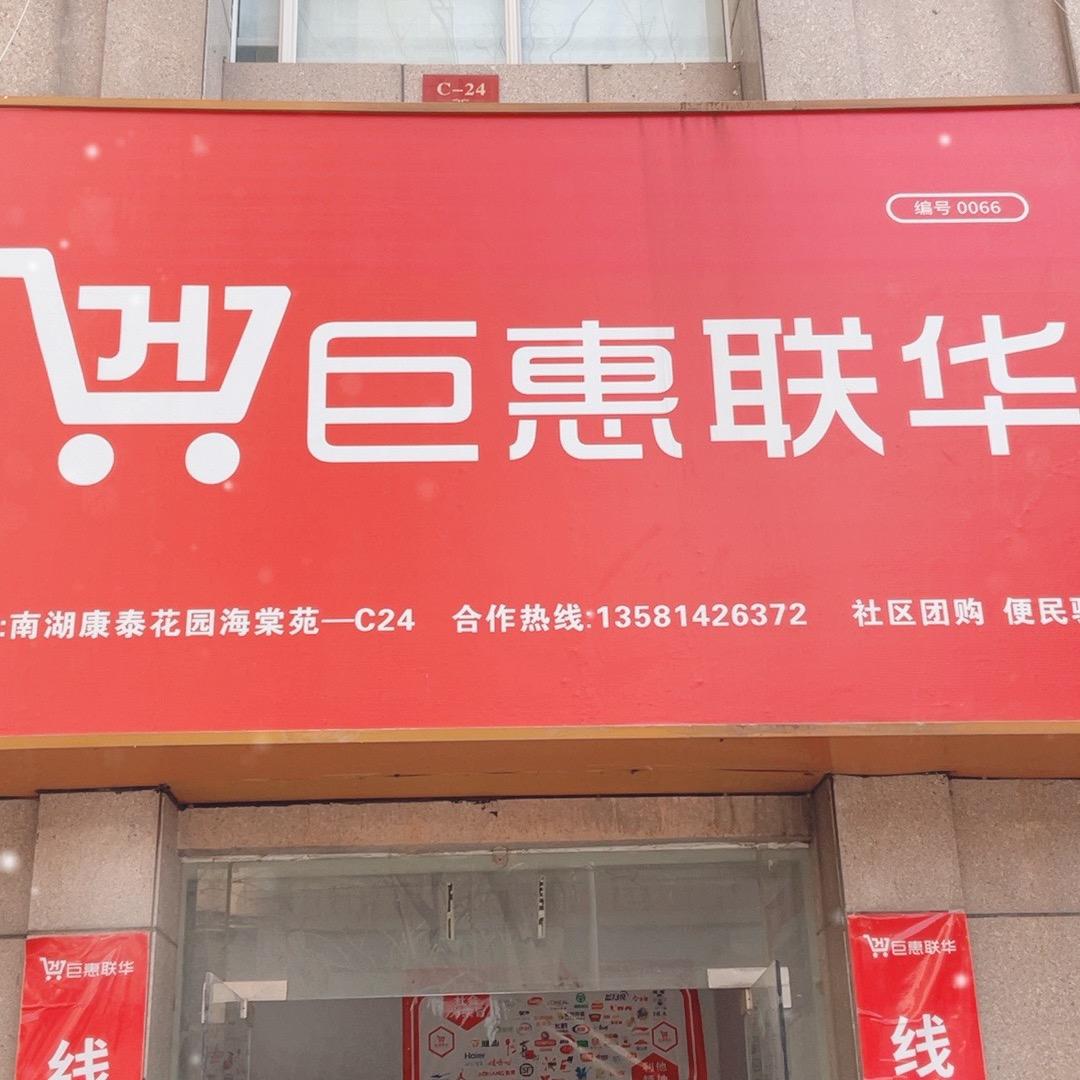 C-24
编号 0066
巨惠联华
:南湖康泰花园海棠苑—C24 合作热线:13581426372 社区团购 便民
巨惠联华
线
巨惠联华
线
Haier